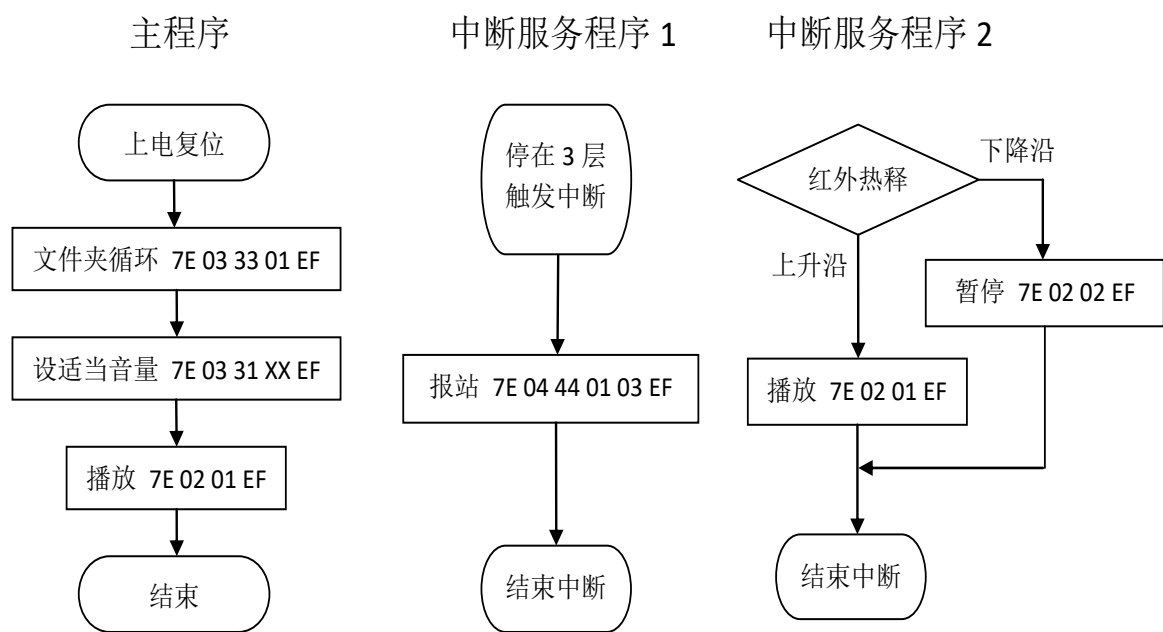 主程序
上电复位
文件夹循环 7E 03 33 01 EF
设适当音量 7E 03 31 XX EF
播放 7E 02 01 EF
结束
中断服务程序 1
停在 3 层
触发中断
报站 7E 04 44 01 03 EF
结束中断
中断服务程序 2
红外热释
下降沿
上升沿
暂停 7E 02 02 EF
播放 7E 02 01 EF
结束中断